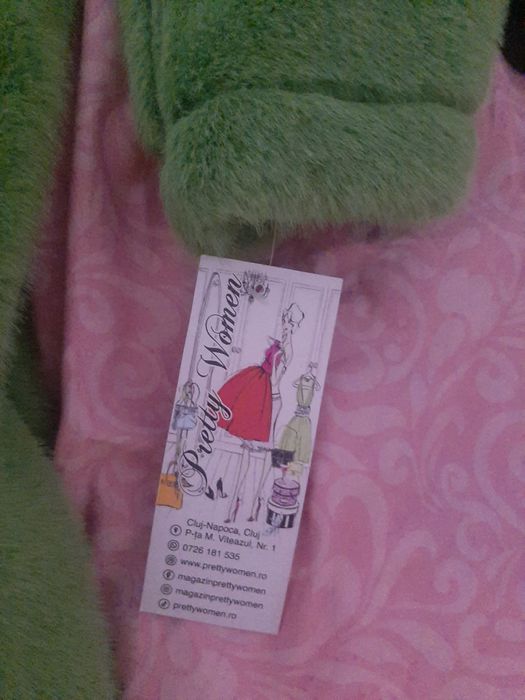 Pretty Women
Cluj-Napoca, Cluj
P-ța M. Viteazul, Nr. 1
0726 181 535
www.prettywomen.ro
magazinprettywomen
magazinprettywomen
prettywomen.ro